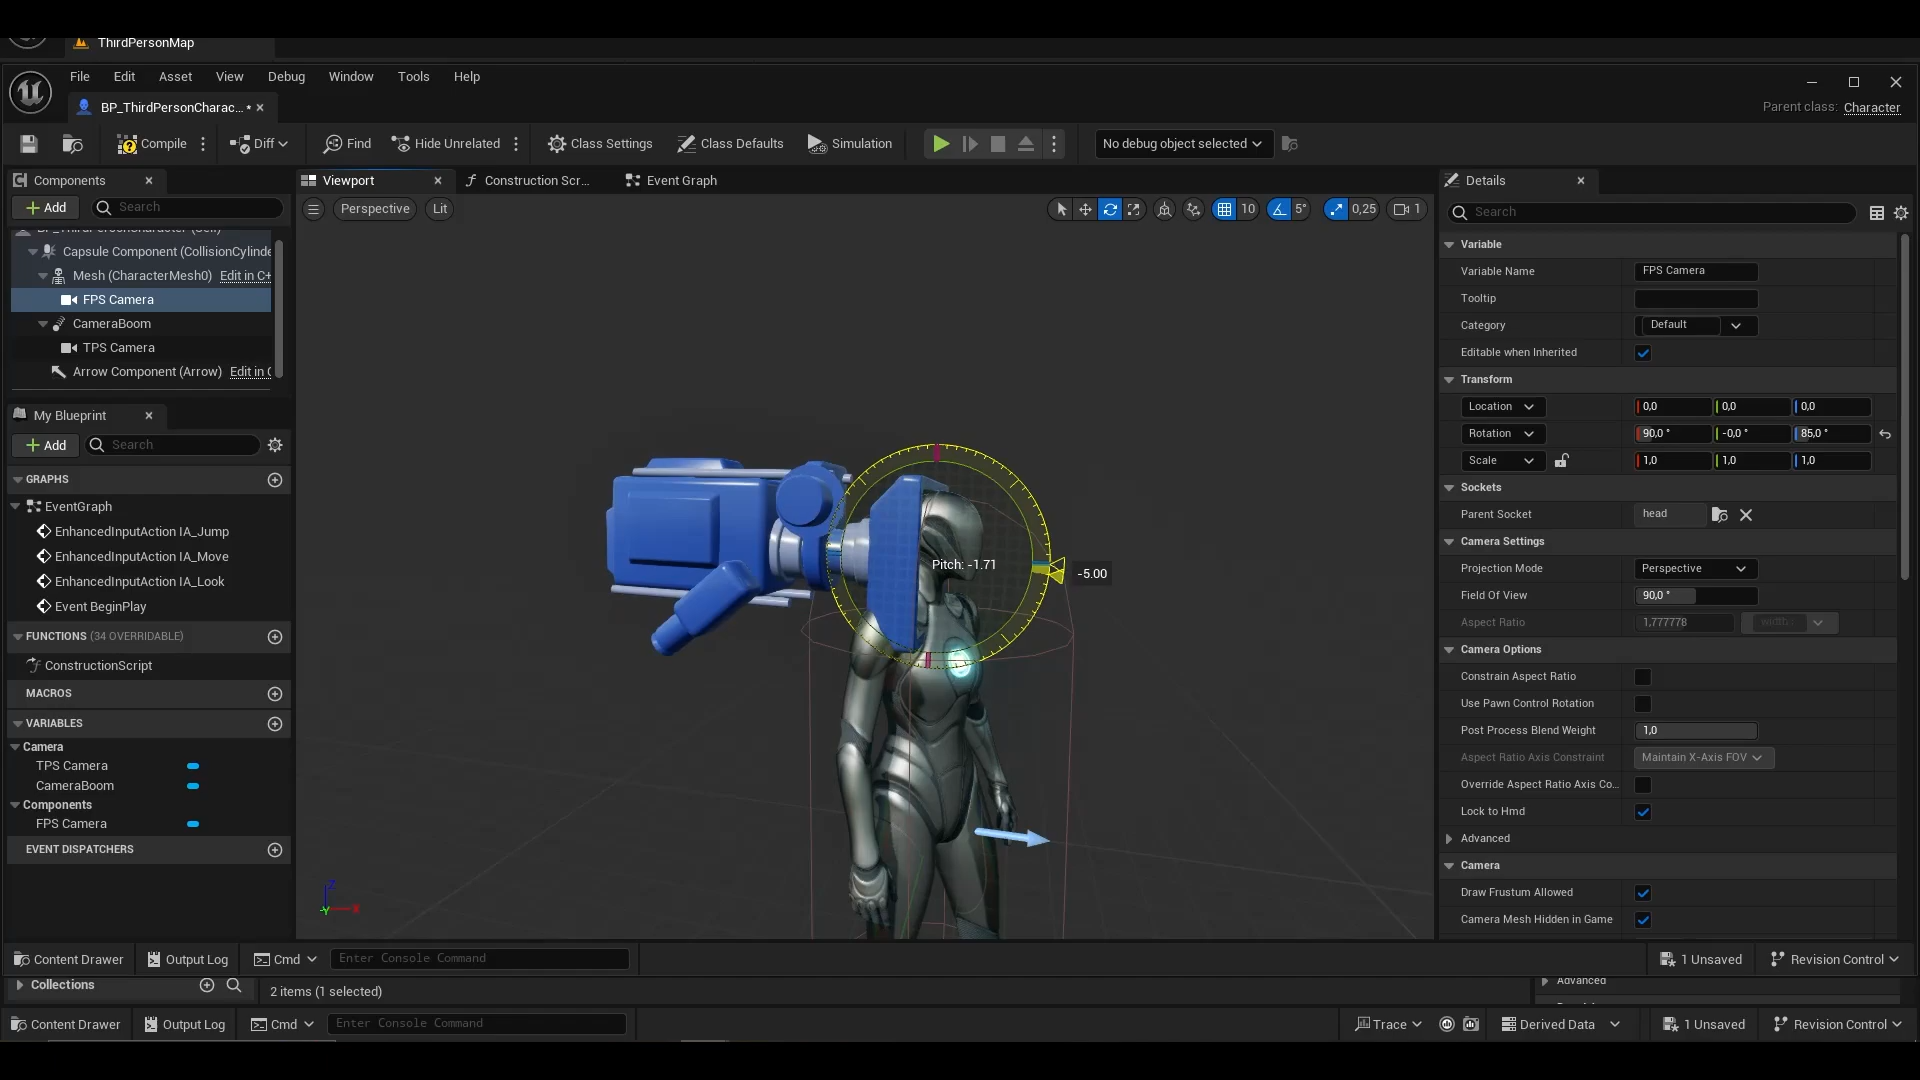 ThirdPersonMap
File Edit Asset View Debug Window Tools Help
BP_ThirdPersonCharac... •
Parent class: Character
Compile Diff Find Hide Unrelated Class Settings Class Defaults Simulation No debug object selected
Components
Add Search
BP_ThirdPersonCharacter (Self)
Capsule Component (CollisionCylinde
Mesh (CharacterMesh0) Edit in C+
FPS Camera
CameraBoom
TPS Camera
Arrow Component (Arrow) Edit in C
My Blueprint
Add Search
GRAPHS
EventGraph
EnhancedInputAction IA_Jump
EnhancedInputAction IA_Move
EnhancedInputAction IA_Look
Event BeginPlay
FUNCTIONS (34 OVERRIDABLE)
ConstructionScript
MACROS
VARIABLES
Camera
TPS Camera
CameraBoom
Components
FPS Camera
EVENT DISPATCHERS
Viewport Construction Scr... Event Graph
Perspective Lit 10 5° 0,25 1
Pitch: -1.71
-5.00
Z
Y X
Details
Search
Variable
Variable Name FPS Camera
Tooltip
Category Default
Editable when Inherited
Transform
Location 0,0 0,0 0,0
Rotation 90,0 ° -0,0 ° 85,0 °
Scale 1,0 1,0 1,0
Sockets
Parent Socket head
Camera Settings
Projection Mode Perspective
Field Of View 90,0 °
Aspect Ratio 1,777778
Camera Options
Constrain Aspect Ratio
Use Pawn Control Rotation
Post Process Blend Weight 1,0
Aspect Ratio Axis Constraint Maintain X-Axis FOV
Override Aspect Ratio Axis Co...
Lock to Hmd
Advanced
Camera
Draw Frustum Allowed
Camera Mesh Hidden in Game
Content Drawer Output Log Cmd Enter Console Command 1 Unsaved Revision Control
Collections 2 items (1 selected) Advanced
Content Drawer Output Log Cmd Enter Console Command Trace Derived Data 1 Unsaved Revision Control